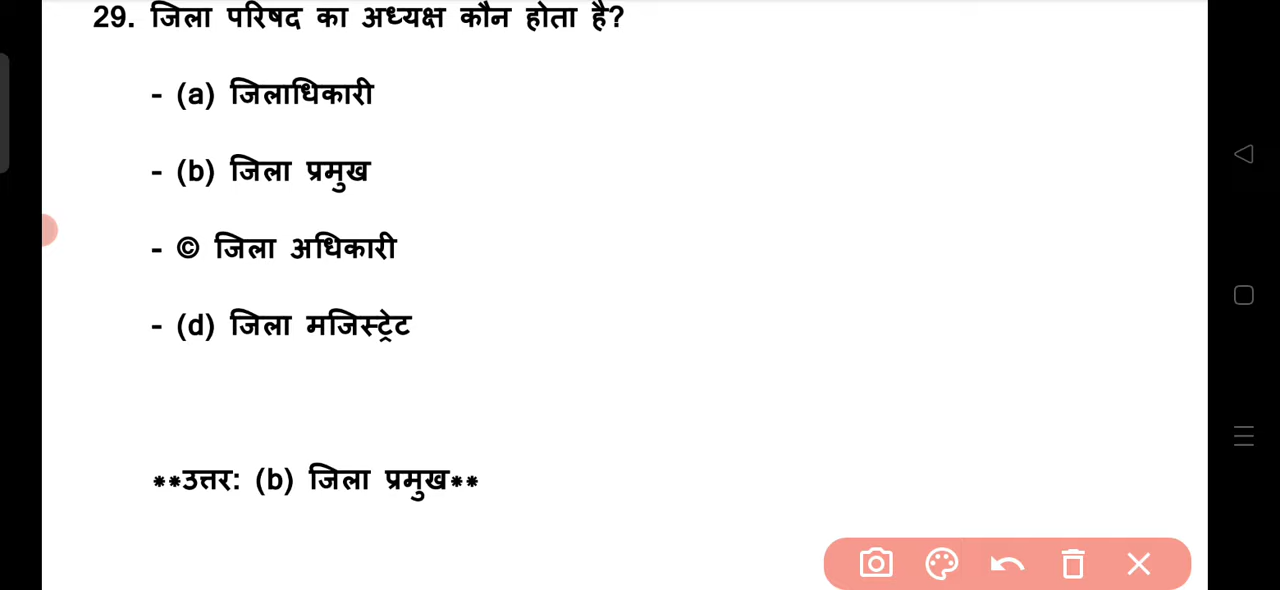 29. जिला परिषद का अध्यक्ष कौन होता है?
- (a) जिलाधिकारी
- (b) जिला प्रमुख
- © जिला अधिकारी
- (d) जिला मजिस्ट्रेट
**उत्तर: (b) जिला प्रमुख**